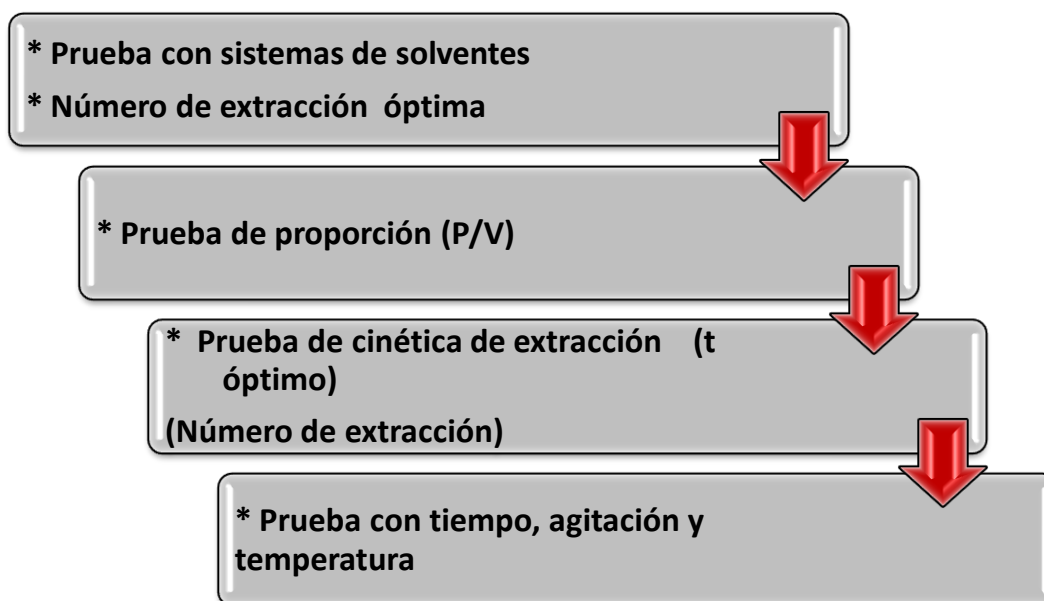 * Prueba con sistemas de solventes
* Número de extracción óptima
* Prueba de proporción (P/V)
* Prueba de cinética de extracción (t
óptimo)
(Número de extracción)
* Prueba con tiempo, agitación y
temperatura